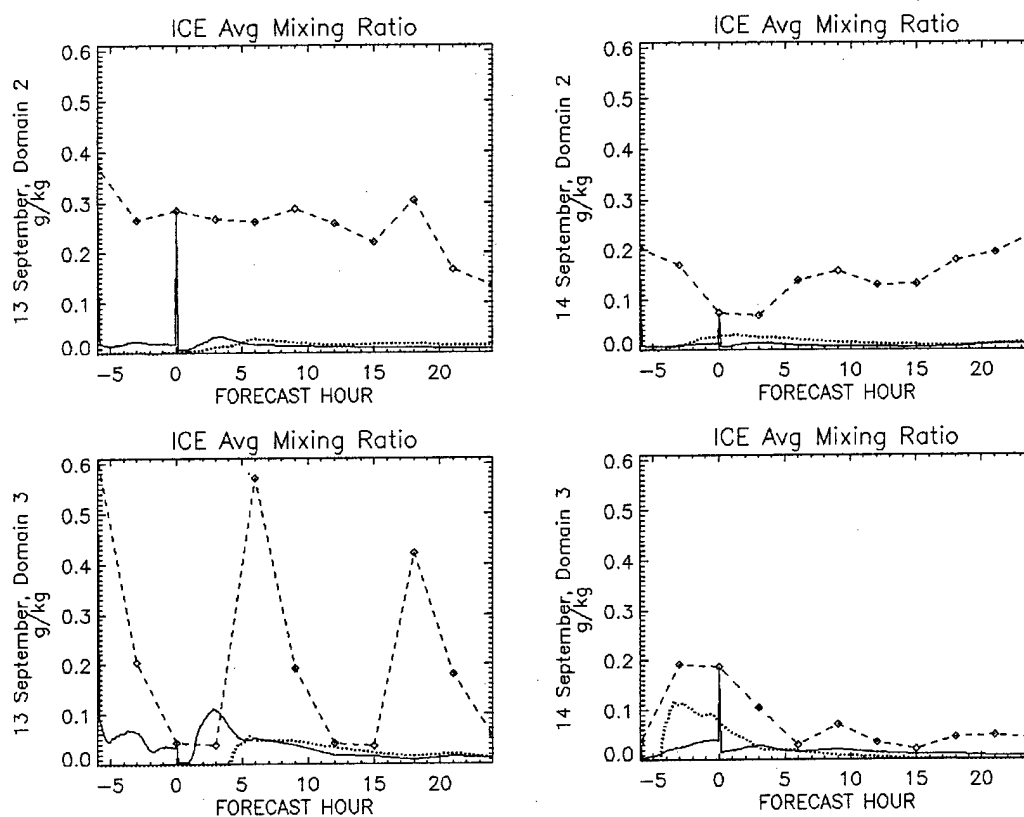 ICE Avg Mixing Ratio
13 September, Domain 2
g/kg
0.6
0.5
0.4
0.3
0.2
0.1
0.0
−5 0 5 10 15 20
FORECAST HOUR
ICE Avg Mixing Ratio
14 September, Domain 2
g/kg
0.6
0.5
0.4
0.3
0.2
0.1
0.0
−5 0 5 10 15 20
FORECAST HOUR
ICE Avg Mixing Ratio
13 September, Domain 3
g/kg
0.6
0.5
0.4
0.3
0.2
0.1
0.0
−5 0 5 10 15 20
FORECAST HOUR
ICE Avg Mixing Ratio
14 September, Domain 3
g/kg
0.6
0.5
0.4
0.3
0.2
0.1
0.0
−5 0 5 10 15 20
FORECAST HOUR